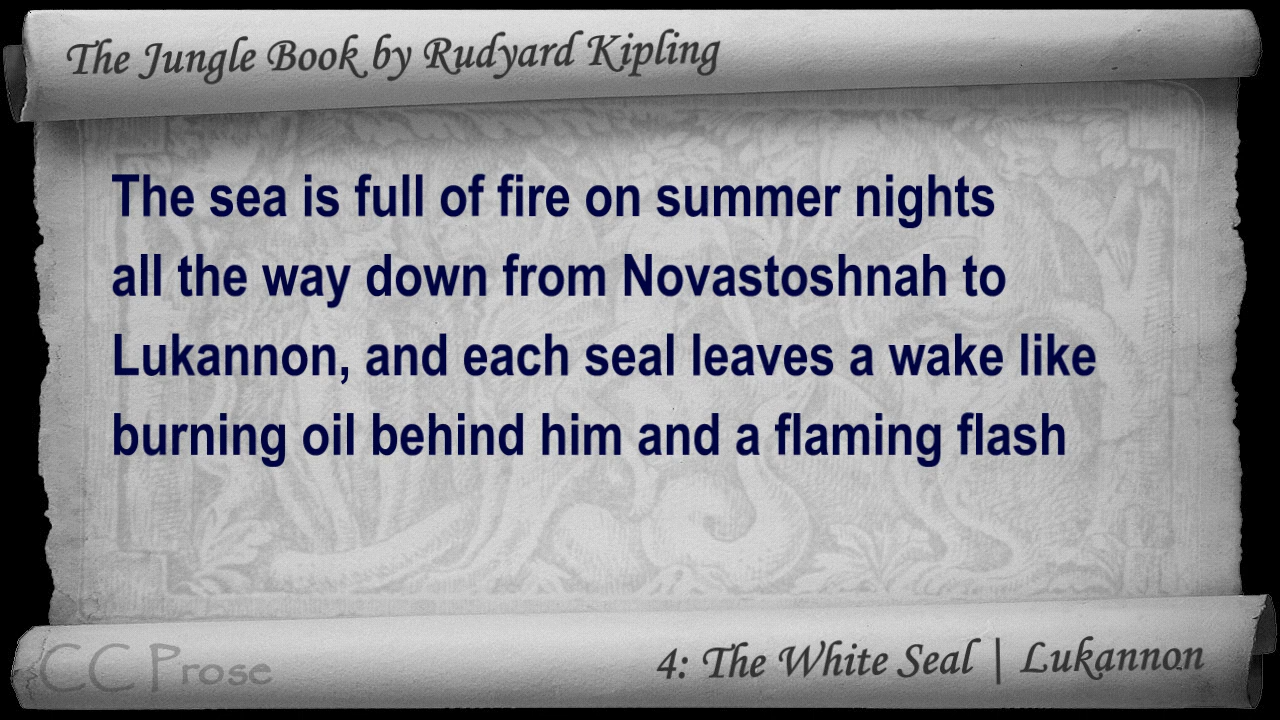 The Jungle Book by Rudyard Kipling
The sea is full of fire on summer nights
all the way down from Novastoshnah to
Lukannon, and each seal leaves a wake like
burning oil behind him and a flaming flash
CC Prose
4: The White Seal | Lukannon